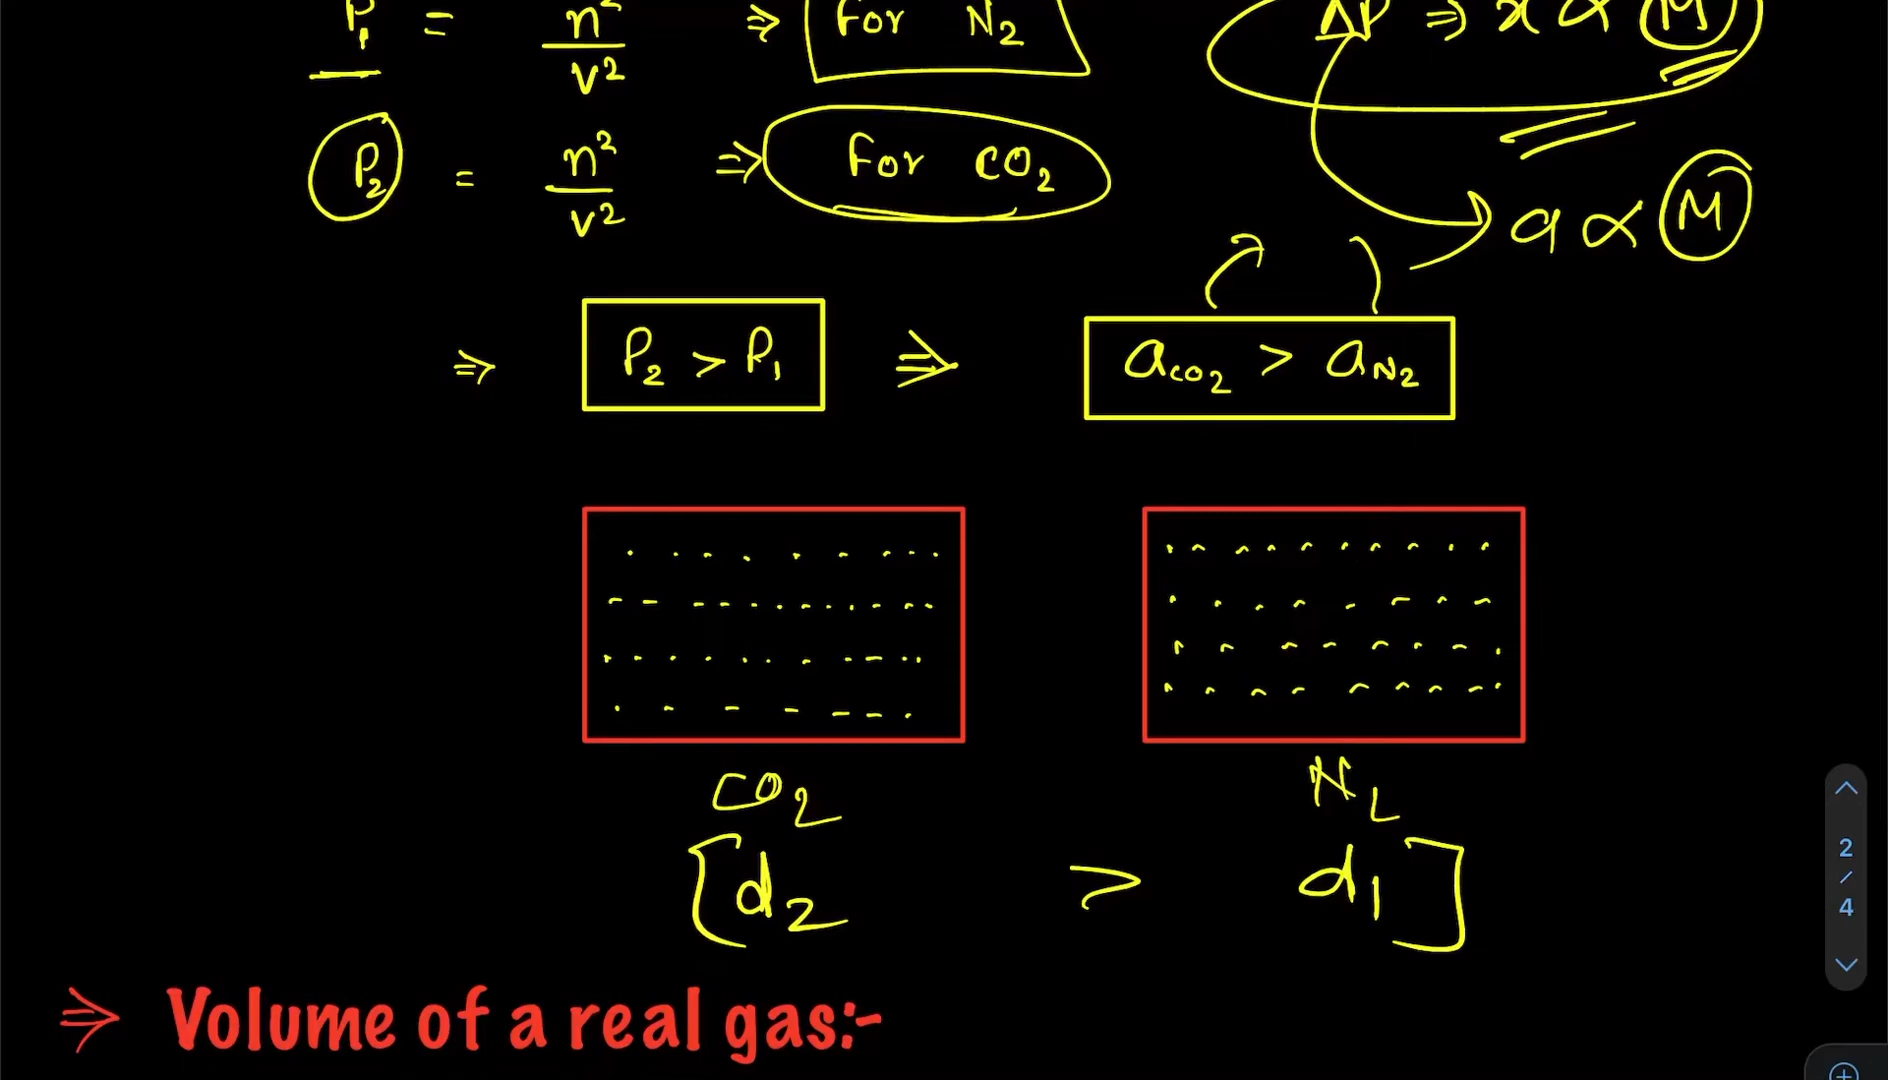 P₁ = n²/v² ⇒ For N₂
ΔP ⇒ x ∝ M
P₂ = n²/v² ⇒ For CO₂
a ∝ M
⇒ P₂ > P₁ ⇒ a_CO₂ > a_N₂
CO₂ N₂
[d₂ > d₁]
⇒ Volume of a real gas:-
2
/
4